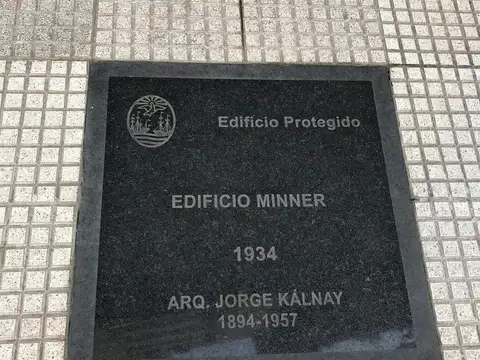 Edificio Protegido
EDIFICIO MINNER
1934
ARQ. JORGE KÁLNAY
1894-1957